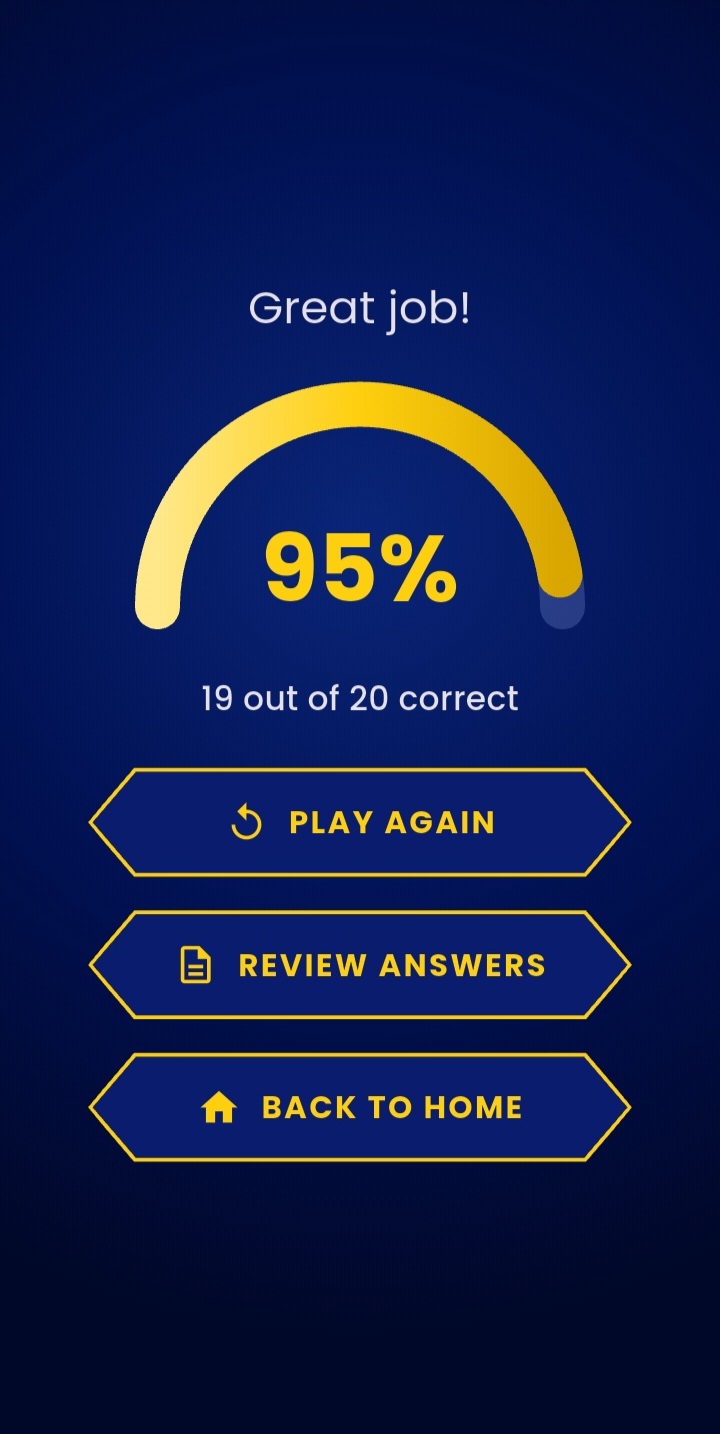 Great job!
95%
19 out of 20 correct
PLAY AGAIN
REVIEW ANSWERS
BACK TO HOME